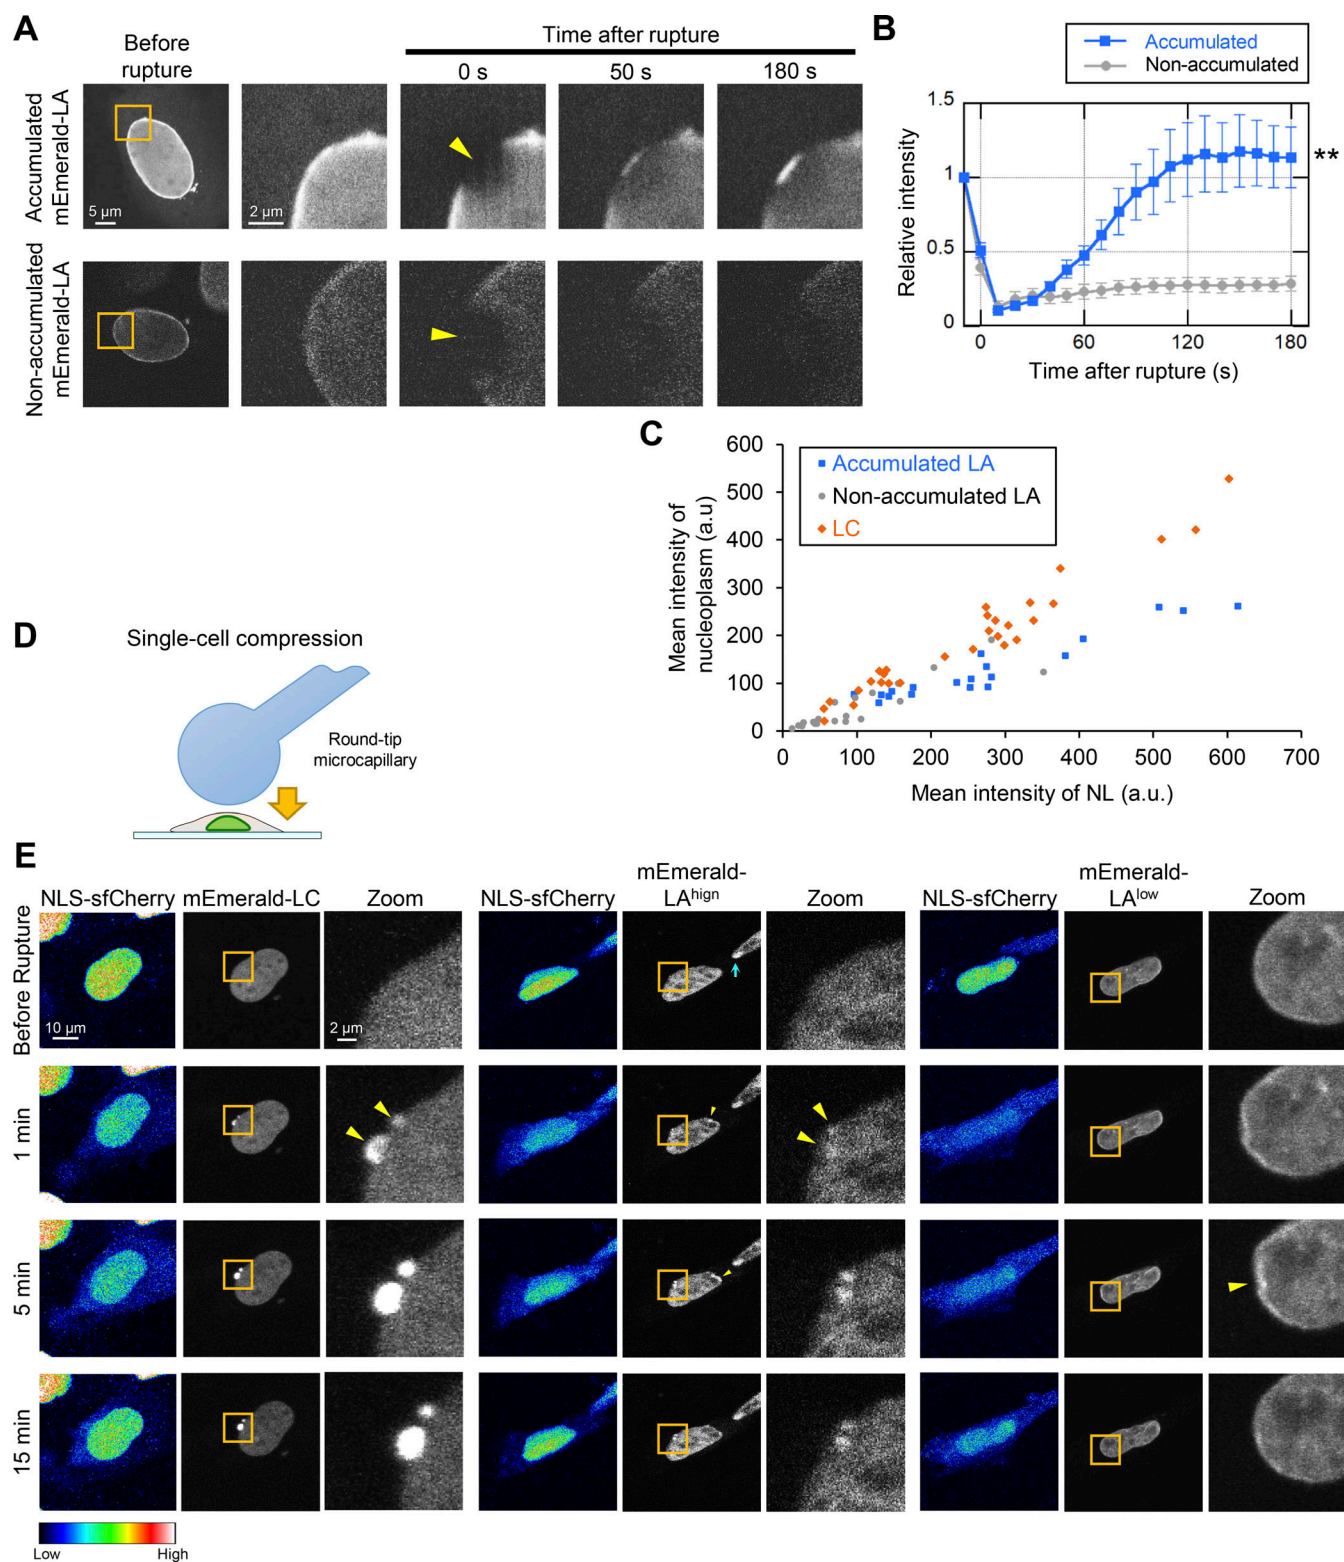 A
Before
rupture
Time after rupture
0 s
50 s
180 s
Accumulated
mEmerald-LA
5 µm
2 µm
Non-accumulated
mEmerald-LA
B
Accumulated
Non-accumulated
1.5
1
0.5
0
Relative intensity
**
0
60
120
180
Time after rupture (s)
C
600
500
400
300
200
100
0
Mean intensity of
nucleoplasm (a.u)
Accumulated LA
Non-accumulated LA
LC
0
100
200
300
400
500
600
700
Mean intensity of NL (a.u.)
D
Single-cell compression
Round-tip
microcapillary
E
NLS-sfCherry
mEmerald-LC
Zoom
NLS-sfCherry
mEmerald-
LAhign
Zoom
NLS-sfCherry
mEmerald-
LAlow
Zoom
Before Rupture
10 µm
2 µm
1 min
5 min
15 min
Low
High